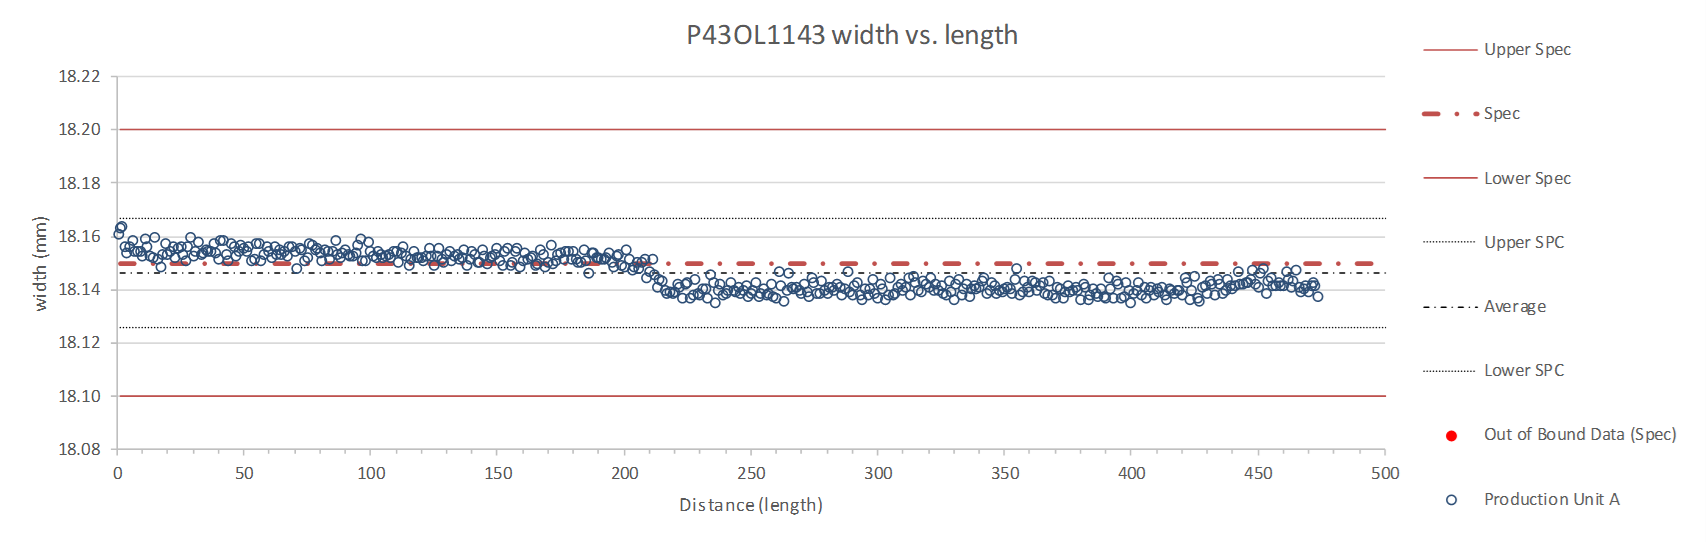 P43OL1143 width vs. length
width (mm)
18.22
18.20
18.18
18.16
18.15
18.14
18.12
18.10
18.08
0 50 100 150 200 250 300 350 400 450 500
Distance (length)
Upper Spec
Spec
Lower Spec
Upper SPC
Average
Lower SPC
Out of Bound Data (Spec)
Production Unit A